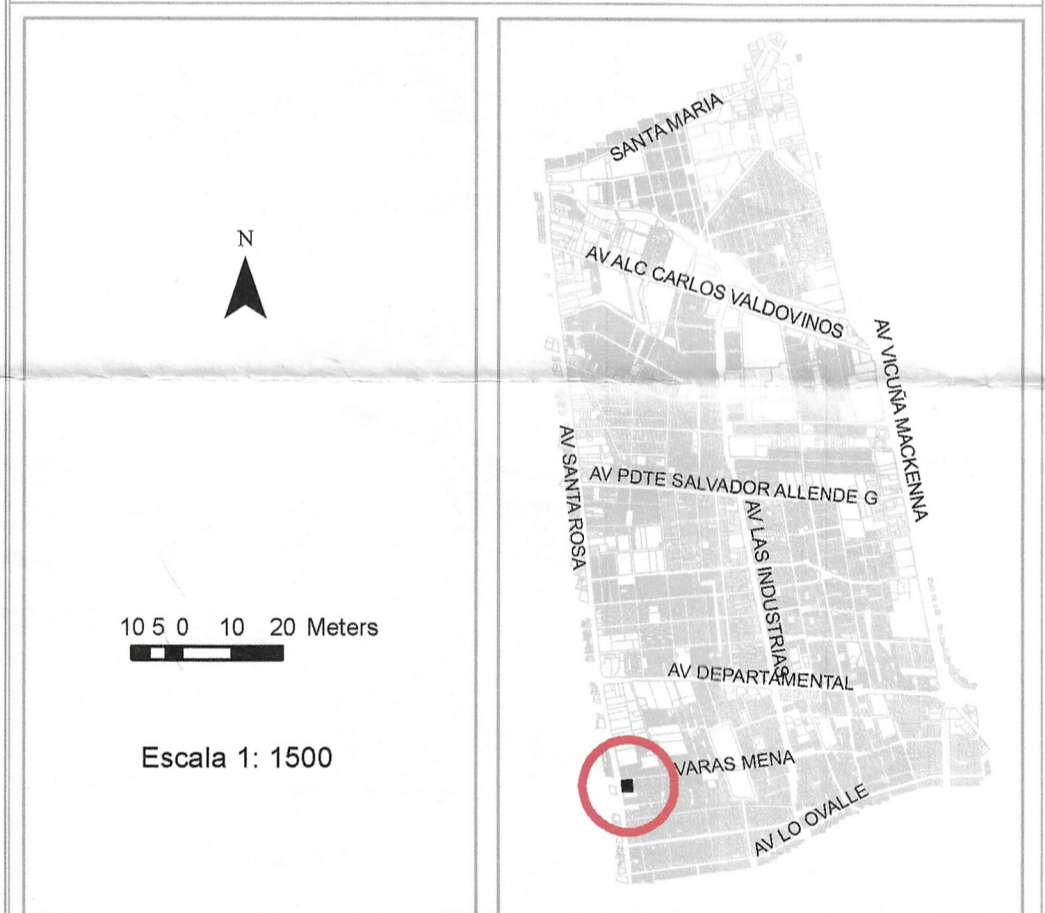 N
10 5 0 10 20 Meters
Escala 1: 1500
SANTA MARIA
AV ALC CARLOS VALDOVINOS
AV VICUÑA MACKENNA
AV SANTA ROSA
AV PDTE SALVADOR ALLENDE G
AV LAS INDUSTRIAS
AV DEPARTAMENTAL
VARAS MENA
AV LO OVALLE